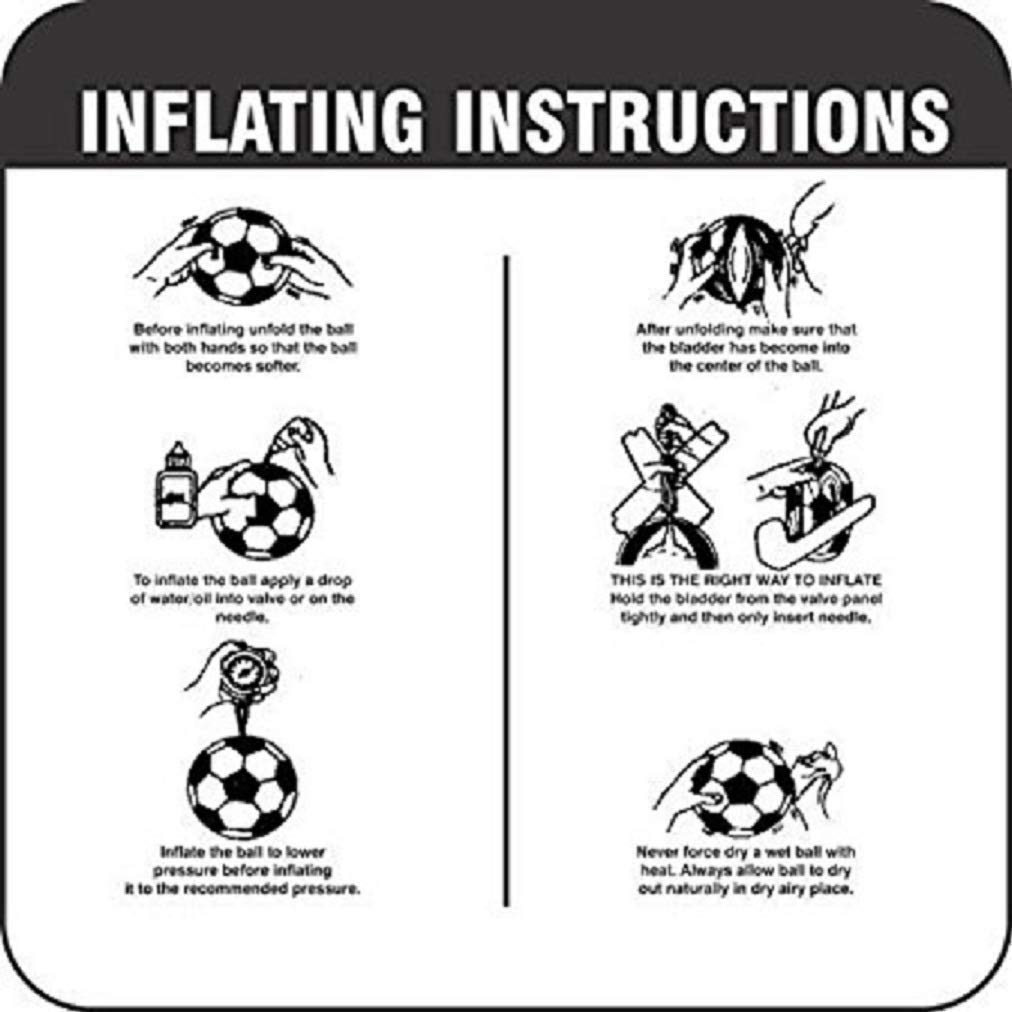 INFLATING INSTRUCTIONS
Before inflating unfold the ball
with both hands so that the ball
becomes softer.
After unfolding make sure that
the bladder has become into
the center of the ball.
To inflate the ball apply a drop
of water/oil into valve or on the
needle.
THIS IS THE RIGHT WAY TO INFLATE
Hold the bladder from the valve panel
tightly and then only insert needle.
Inflate the ball to lower
pressure before inflating
it to the recommended pressure.
Never force dry a wet ball with
heat. Always allow ball to dry
out naturally in dry airy place.